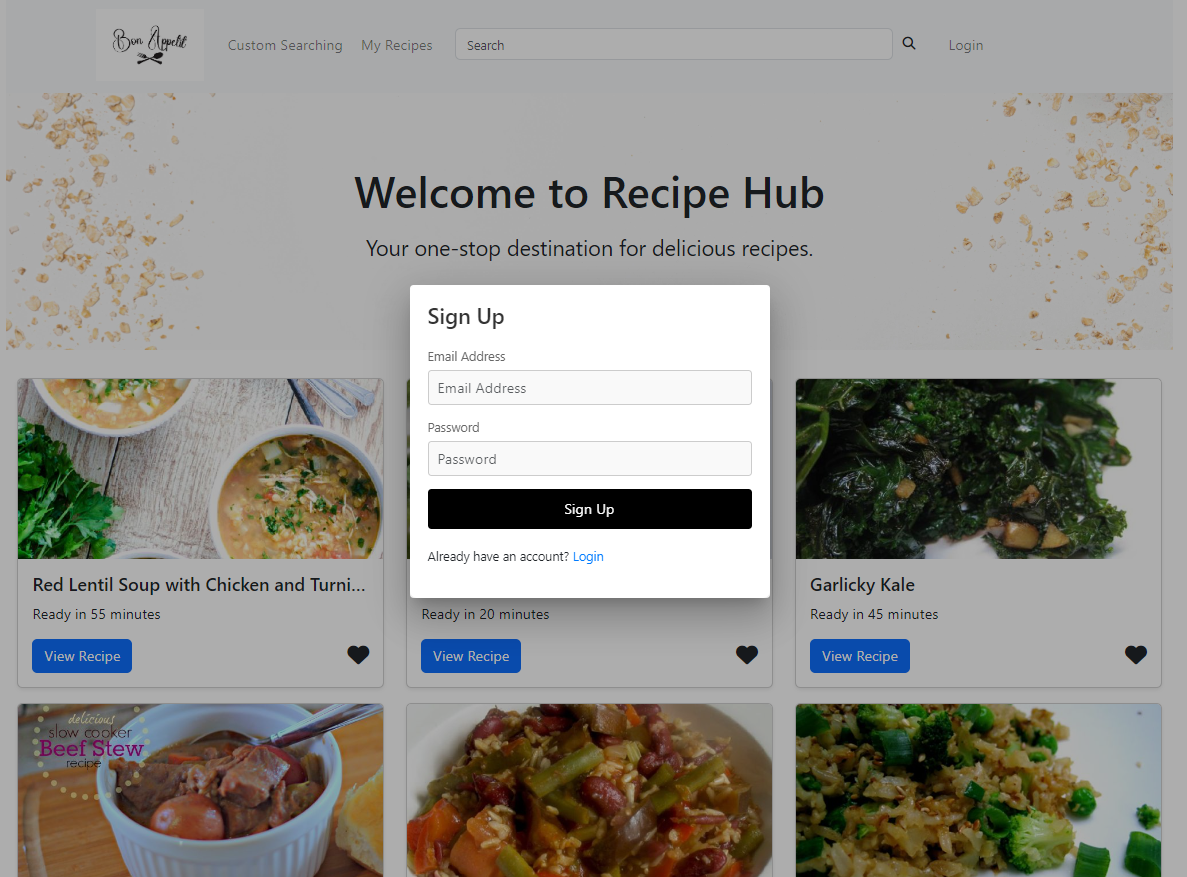 Bon Appetit
Custom Searching
My Recipes
Search
Login
Welcome to Recipe Hub
Your one-stop destination for delicious recipes.
Sign Up
Email Address
Email Address
Password
Password
Sign Up
Already have an account? Login
Red Lentil Soup with Chicken and Turni...
Ready in 55 minutes
View Recipe
Ready in 20 minutes
View Recipe
Garlicky Kale
Ready in 45 minutes
View Recipe
delicious
slow cooker
Beef Stew
recipe